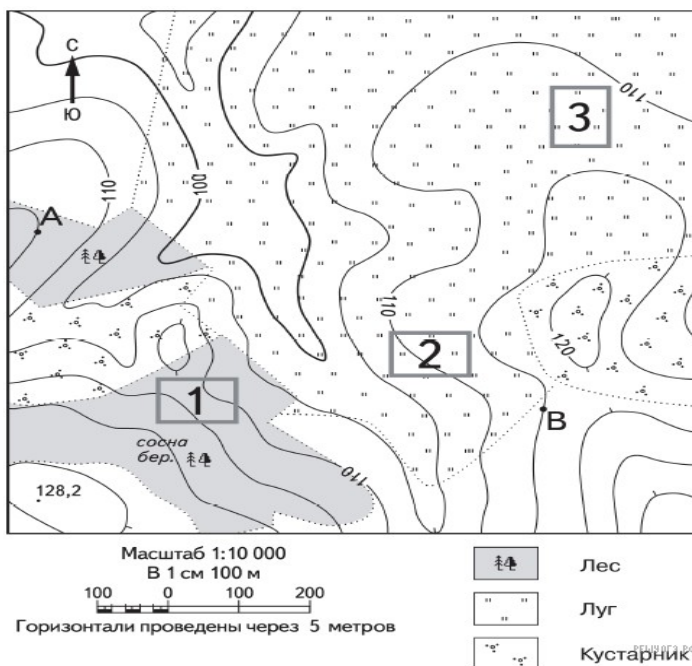 С
Ю
110
3
110
А
100
110
2
120
1
В
сосна
бер.
110
128,2
Масштаб 1:10 000
В 1 см 100 м
100 0 100 200
Горизонтали проведены через 5 метров
Лес
Луг
Кустарник